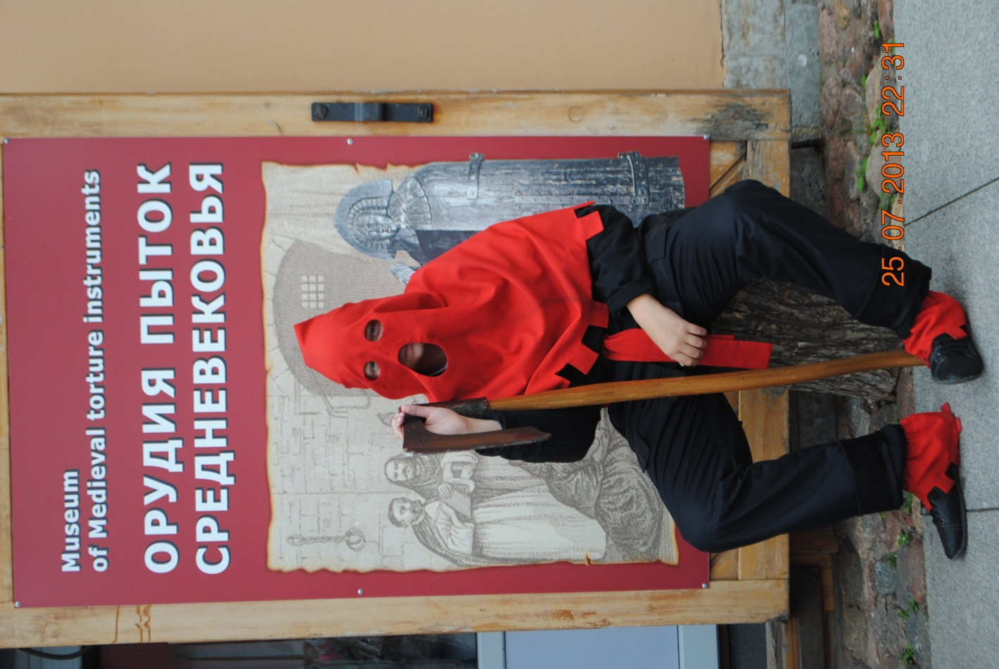 Museum
of Medieval torture instruments
ОРУДИЯ ПЫТОК
СРЕДНЕВЕКОВЬЯ
25.07.2013 22:31